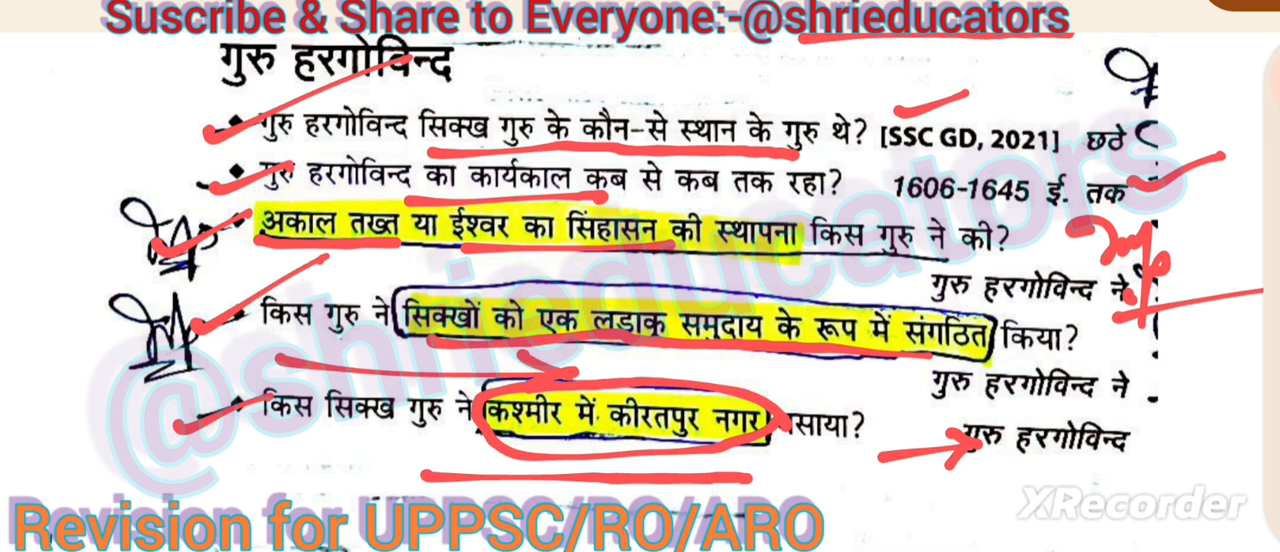 Suscribe & Share to Everyone:-@shrieducators
गुरु हरगोविन्द
गुरु हरगोविन्द सिक्ख गुरु के कौन-से स्थान के गुरु थे? [SSC GD, 2021] छठे
गुरु हरगोविन्द का कार्यकाल कब से कब तक रहा? 1606-1645 ई. तक
अकाल तख्त या ईश्वर का सिंहासन की स्थापना किस गुरु ने की?
गुरु हरगोविन्द ने
किस गुरु ने सिक्खों को एक लड़ाकू समुदाय के रूप में संगठित किया?
गुरु हरगोविन्द ने
किस सिक्ख गुरु ने कश्मीर में कीरतपुर नगर बसाया?
गुरु हरगोविन्द
@shrieducators
Revision for UPPSC/RO/ARO
XRecorder